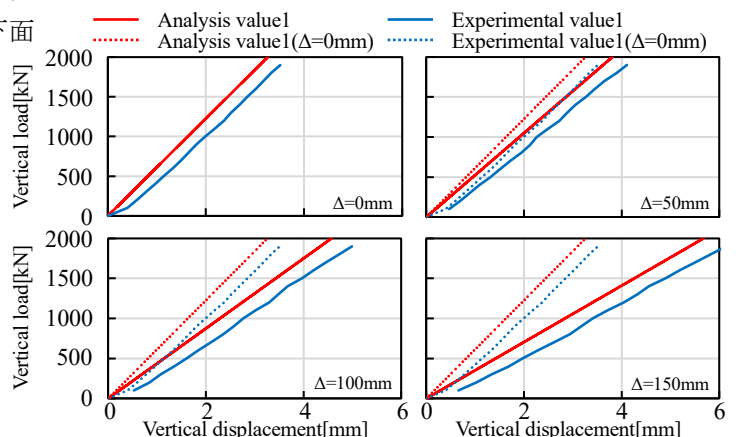 下面
Analysis value1
Experimental value1
Analysis value1(Δ=0mm)
Experimental value1(Δ=0mm)
Vertical load[kN]
2000
1500
1000
500
0
Δ=0mm
Δ=50mm
Vertical load[kN]
2000
1500
1000
500
0
Δ=100mm
Δ=150mm
0 2 4 6 0 2 4 6
Vertical displacement[mm] Vertical displacement[mm]